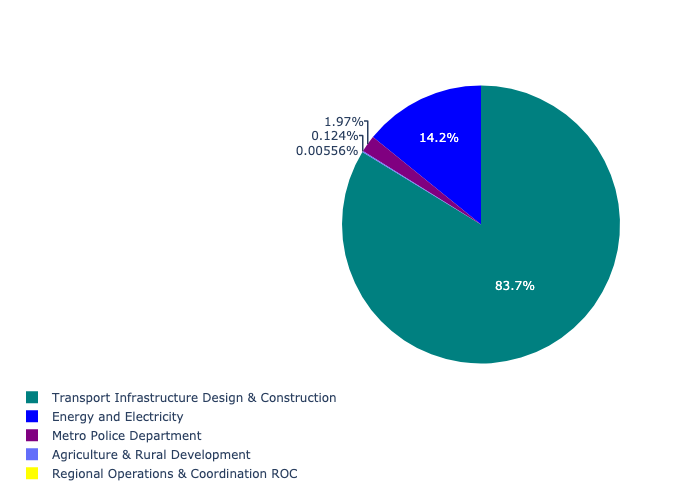 1.97%
0.124%
0.00556%
14.2%
83.7%
Transport Infrastructure Design & Construction
Energy and Electricity
Metro Police Department
Agriculture & Rural Development
Regional Operations & Coordination ROC